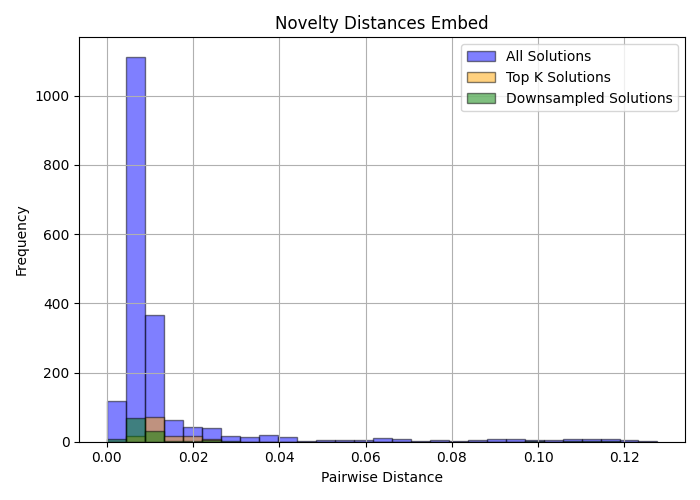 Novelty Distances Embed
All Solutions
Top K Solutions
Downsampled Solutions
Frequency
1000
800
600
400
200
0
0.00 0.02 0.04 0.06 0.08 0.10 0.12
Pairwise Distance